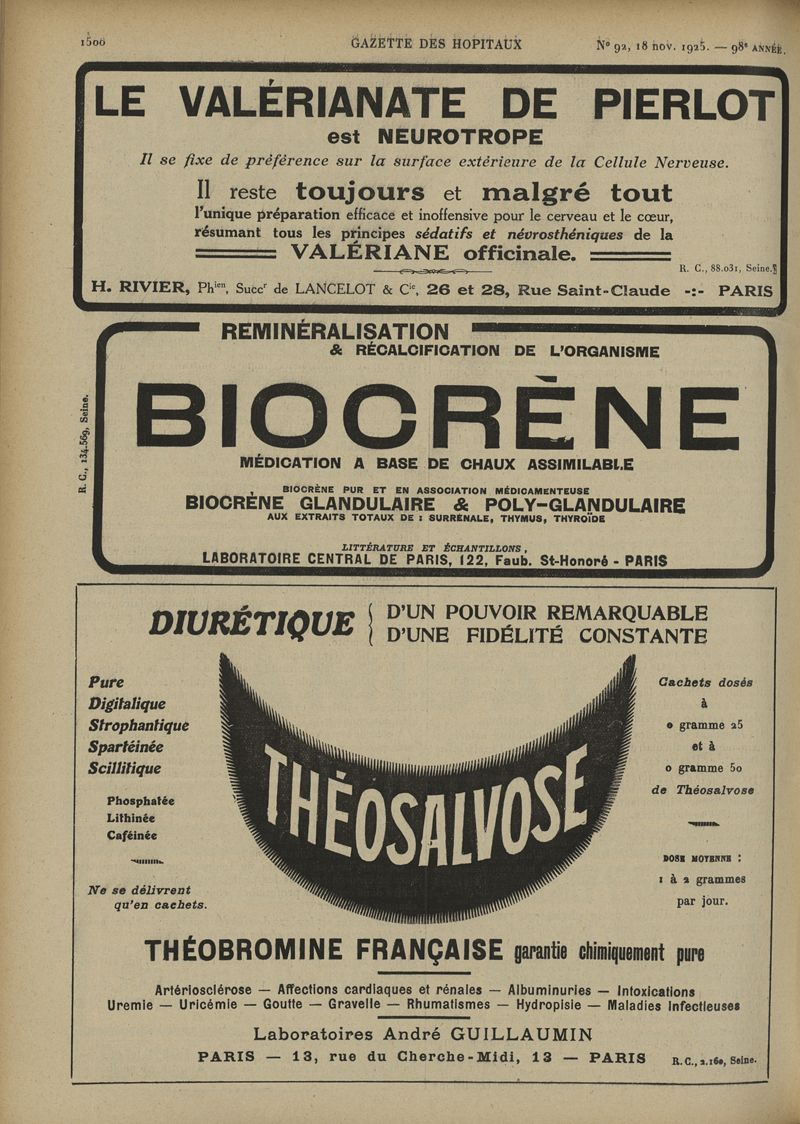 1500
GAZETTE DES HOPITAUX
N° 92, 18 nov. 1925. — 98e ANNÉE.
LE VALÉRIANATE DE PIERLOT
est NEUROTROPE
Il se fixe de préférence sur la surface extérieure de la Cellule Nerveuse.
Il reste toujours et malgré tout
l'unique préparation efficace et inoffensive pour le cerveau et le cœur,
résumant tous les principes sédatifs et névrosthéniques de la
VALÉRIANE officinale.
R. C., 88.031, Seine.
H. RIVIER, Phien, Succr de LANCELOT & Cie, 26 et 28, Rue Saint-Claude -:- PARIS
REMINÉRALISATION
& RÉCALCIFICATION DE L'ORGANISME
BIOCRÈNE
MÉDICATION A BASE DE CHAUX ASSIMILABLE
BIOCRÈNE PUR ET EN ASSOCIATION MÉDICAMENTEUSE
BIOCRÈNE GLANDULAIRE & POLY-GLANDULAIRE
AUX EXTRAITS TOTAUX DE : SURRÉNALE, THYMUS, THYROÏDE
LITTÉRATURE ET ÉCHANTILLONS,
LABORATOIRE CENTRAL DE PARIS, 122, Faub. St-Honoré - PARIS
R. C., 134.569, Seine.
DIURÉTIQUE { D'UN POUVOIR REMARQUABLE
D'UNE FIDÉLITÉ CONSTANTE
Pure
Digitalique
Strophantique
Spartéinée
Scillitique
Phosphatée
Lithinée
Caféinée
Ne se délivrent
qu'en cachets.
THÉOSALVOSE
Cachets dosés
à
0 gramme 25
et à
0 gramme 50
de Théosalvose
DOSE MOYENNE :
1 à 2 grammes
par jour.
THÉOBROMINE FRANÇAISE garantie chimiquement pure
Artériosclérose — Affections cardiaques et rénales — Albuminuries — Intoxications
Uremie — Uricémie — Goutte — Gravelle — Rhumatismes — Hydropisie — Maladies Infectieuses
Laboratoires André GUILLAUMIN
PARIS — 13, rue du Cherche-Midi, 13 — PARIS
R. C., 2.160, Seine.